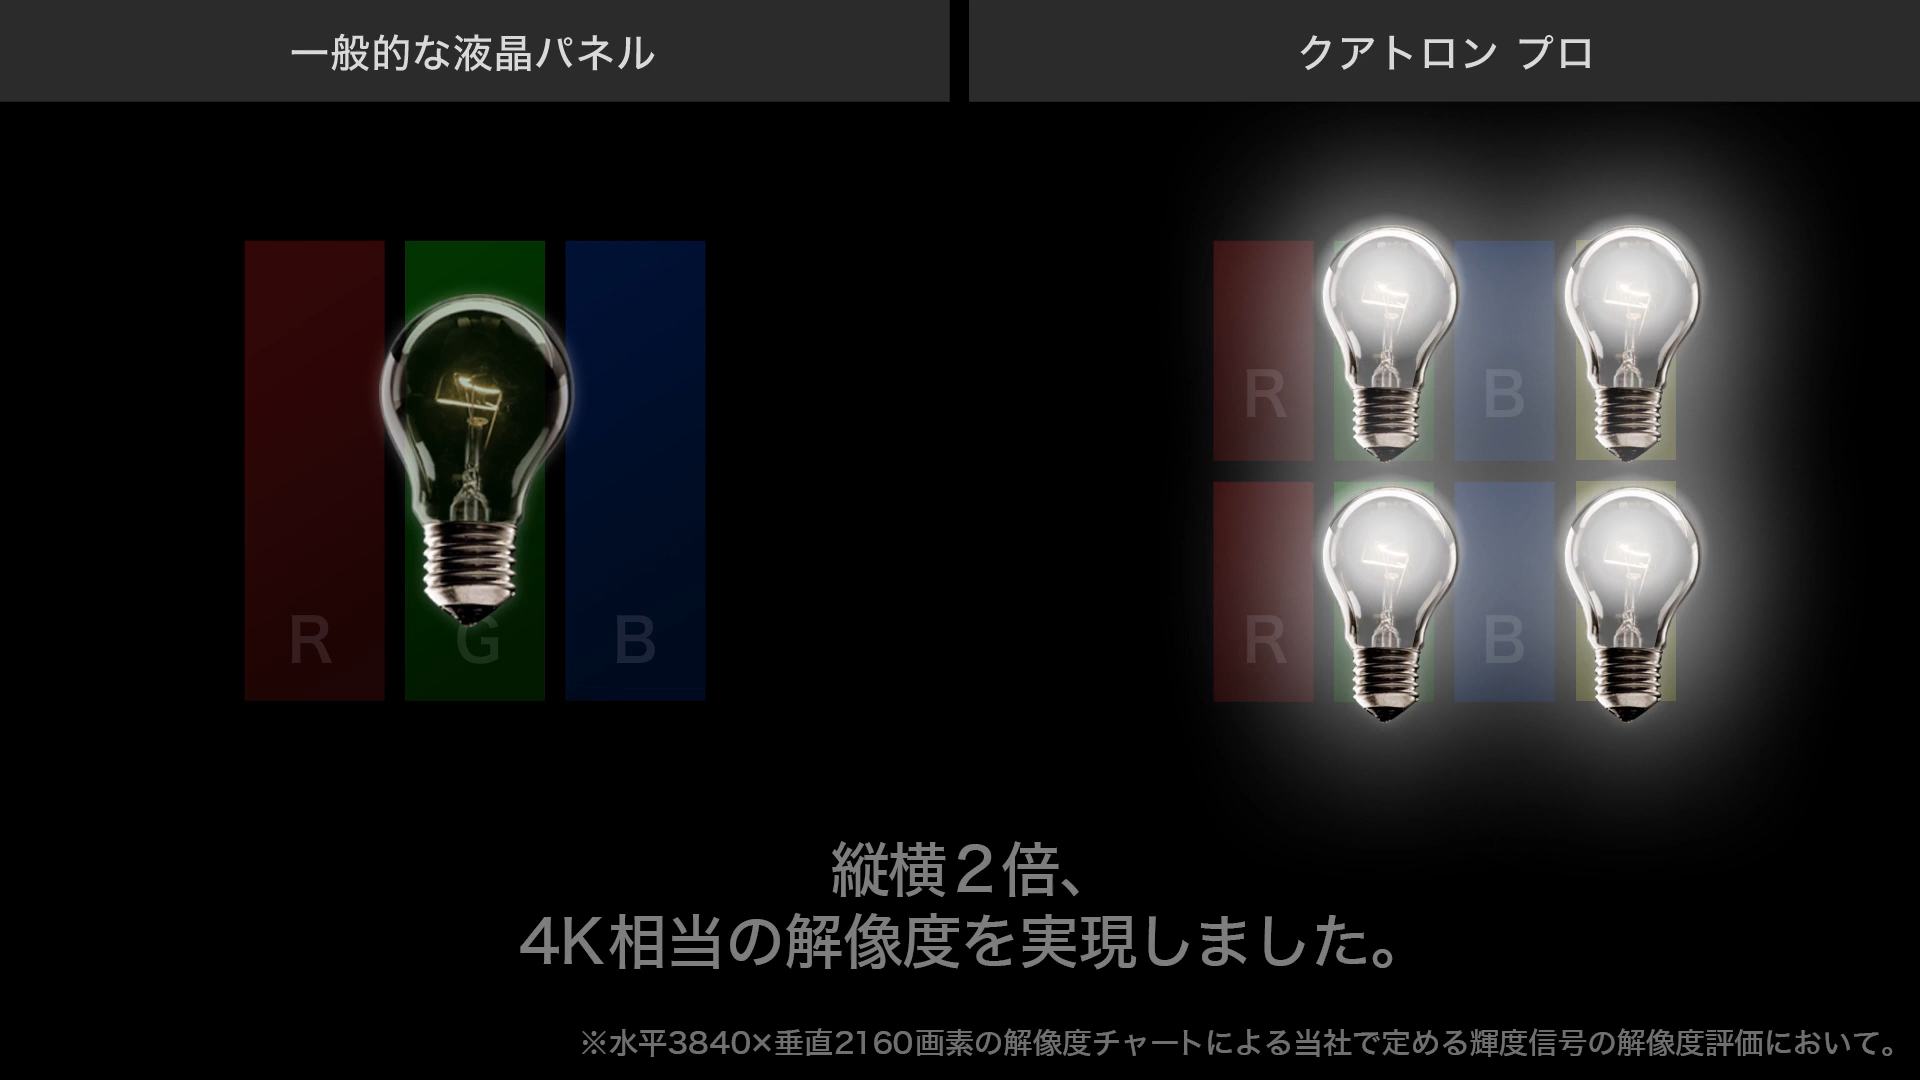 一般的な液晶パネル
クアトロン プロ
R G B
R B
R B
縦横２倍、
4K相当の解像度を実現しました。
※水平3840×垂直2160画素の解像度チャートによる当社で定める輝度信号の解像度評価において。